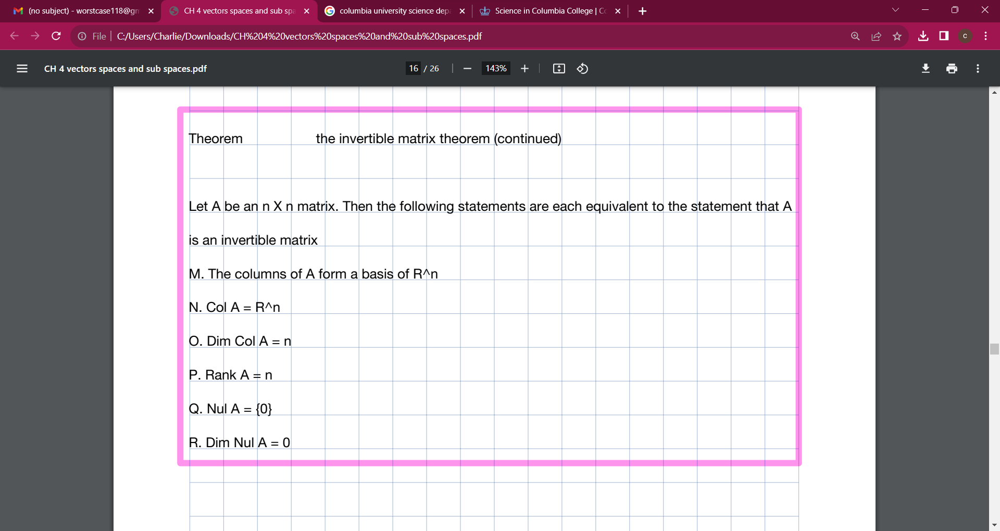 (no subject) - worstcase118@gm
CH 4 vectors spaces and sub spa
columbia university science depa
Science in Columbia College | Co
File
C:/Users/Charlie/Downloads/CH%204%20vectors%20spaces%20and%20sub%20spaces.pdf
c
CH 4 vectors spaces and sub spaces.pdf
16 / 26
143%
Theorem the invertible matrix theorem (continued)
Let A be an n X n matrix. Then the following statements are each equivalent to the statement that A
is an invertible matrix
M. The columns of A form a basis of R^n
N. Col A = R^n
O. Dim Col A = n
P. Rank A = n
Q. Nul A = {0}
R. Dim Nul A = 0